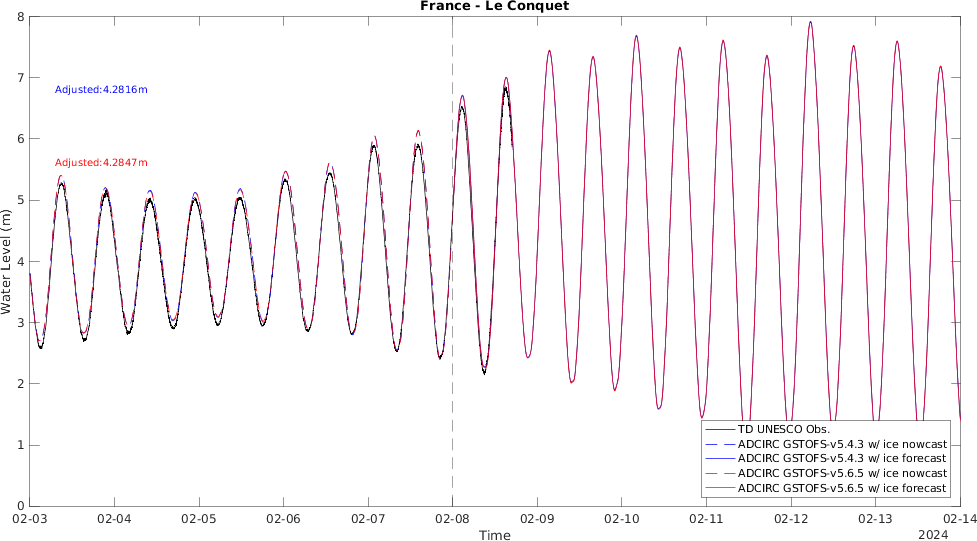 France - Le Conquet
8
7
6
5
4
3
2
1
0
Water Level (m)
Adjusted:4.2816m
Adjusted:4.2847m
TD UNESCO Obs.
ADCIRC GSTOFS-v5.4.3 w/ ice nowcast
ADCIRC GSTOFS-v5.4.3 w/ ice forecast
ADCIRC GSTOFS-v5.6.5 w/ ice nowcast
ADCIRC GSTOFS-v5.6.5 w/ ice forecast
02-03 02-04 02-05 02-06 02-07 02-08 02-09 02-10 02-11 02-12 02-13 02-14
Time
2024